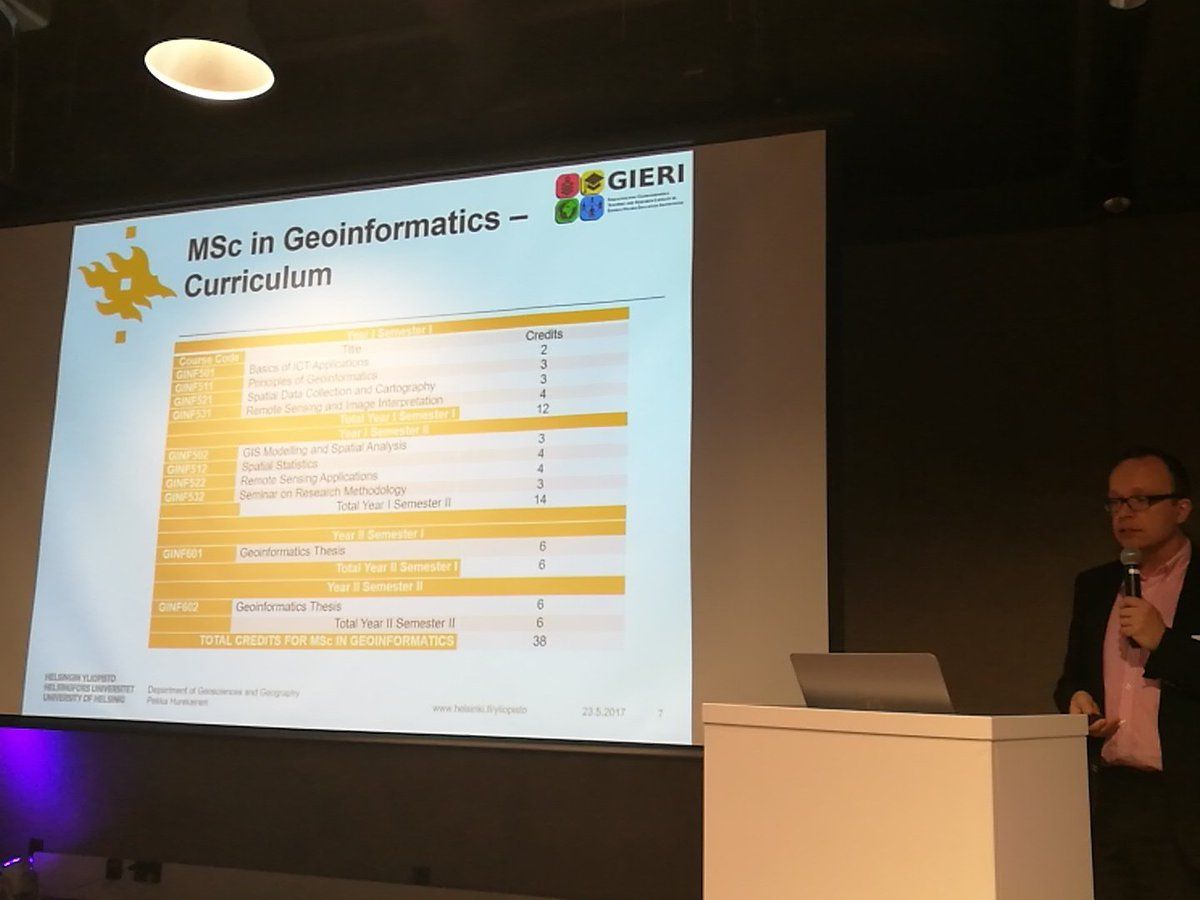 GIERI
MSc in Geoinformatics –
Curriculum
Year I Semester I
Course Code Title Credits
GINF501 Basics of ICT Applications 2
GINF511 Principles of Geoinformatics 3
GINF521 Spatial Data Collection and Cartography 3
GINF531 Remote Sensing and Image Interpretation 4
Total Year I Semester I 12
Year I Semester II
GINF502 GIS Modelling and Spatial Analysis 3
GINF512 Spatial Statistics 4
GINF522 Remote Sensing Applications 4
GINF532 Seminar on Research Methodology 3
Total Year I Semester II 14
Year II Semester I
GINF601 Geoinformatics Thesis 6
Total Year II Semester I 6
Year II Semester II
GINF602 Geoinformatics Thesis 6
Total Year II Semester II 6
TOTAL CREDITS FOR MSc IN GEOINFORMATICS 38
HELSINGIN YLIOPISTO
HELSINGFORS UNIVERSITET
UNIVERSITY OF HELSINKI
Department of Geosciences and Geography
Pekka Hurskainen
www.helsinki.fi/yliopisto
23.5.2017
7